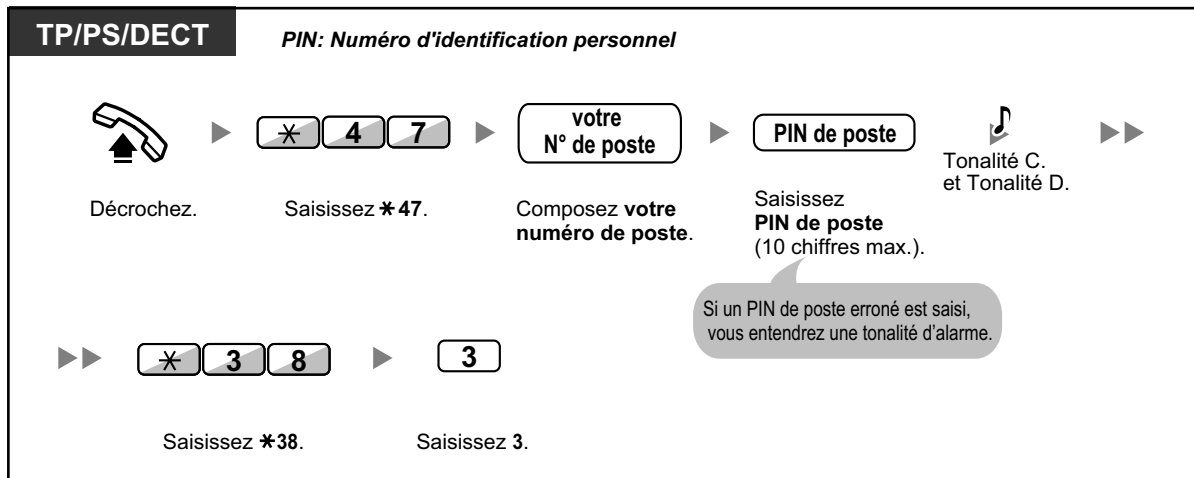 TP/PS/DECT
PIN: Numéro d'identification personnel
✱ 4 7
votre
N° de poste
PIN de poste
Tonalité C.
et Tonalité D.
Décrochez.
Saisissez ✱47.
Composez votre
numéro de poste.
Saisissez
PIN de poste
(10 chiffres max.).
Si un PIN de poste erroné est saisi,
vous entendrez une tonalité d’alarme.
✱ 3 8
3
Saisissez ✱38.
Saisissez 3.